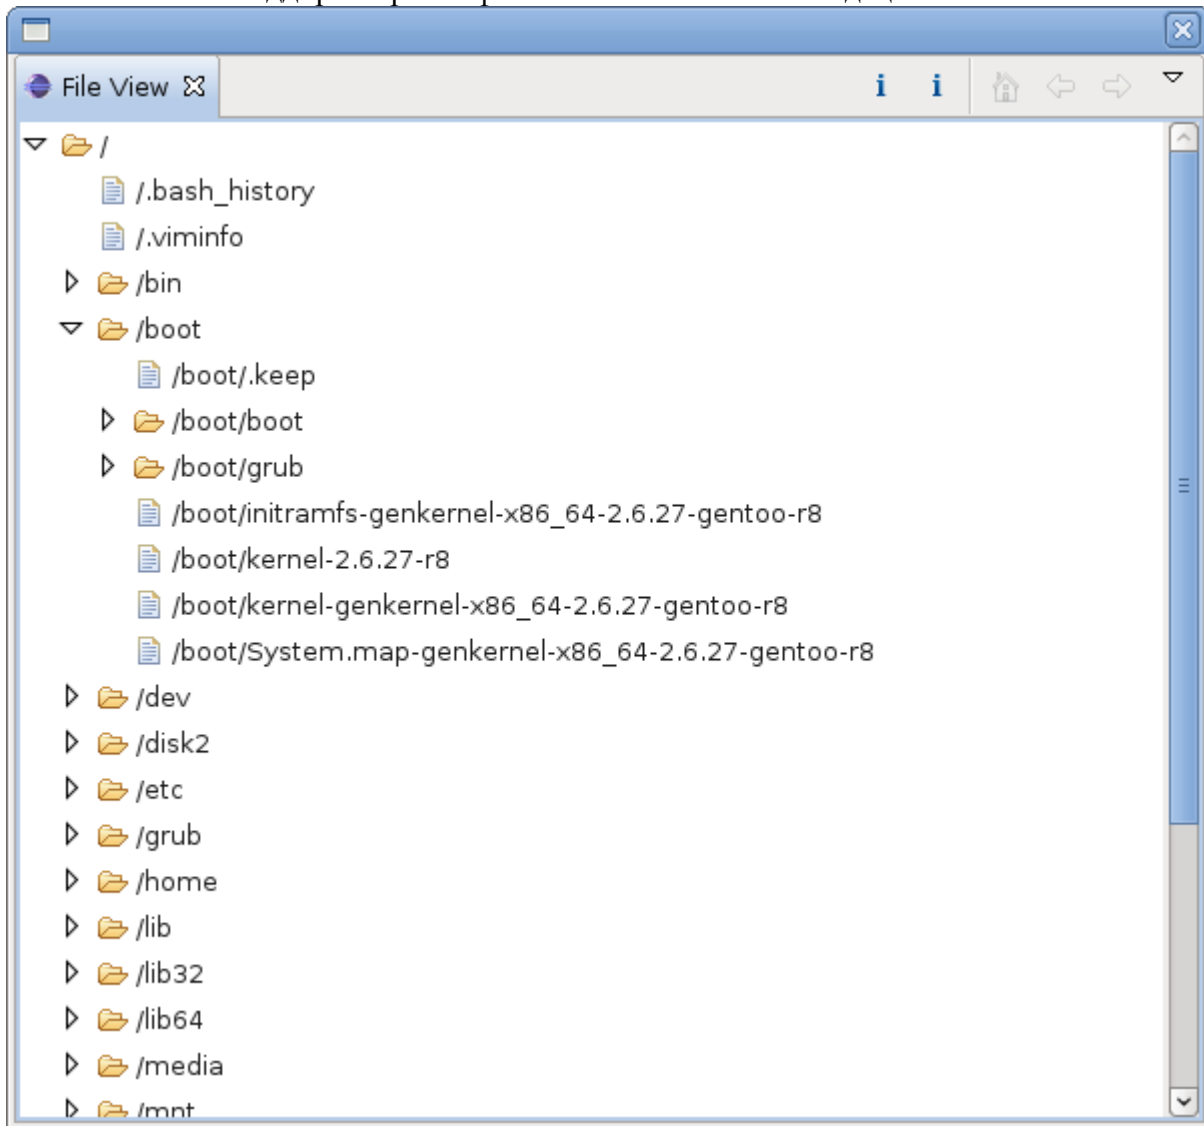 File View
/
/.bash_history
/.viminfo
/bin
/boot
/boot/.keep
/boot/boot
/boot/grub
/boot/initramfs-genkernel-x86_64-2.6.27-gentoo-r8
/boot/kernel-2.6.27-r8
/boot/kernel-genkernel-x86_64-2.6.27-gentoo-r8
/boot/System.map-genkernel-x86_64-2.6.27-gentoo-r8
/dev
/disk2
/etc
/grub
/home
/lib
/lib32
/lib64
/media
/mnt